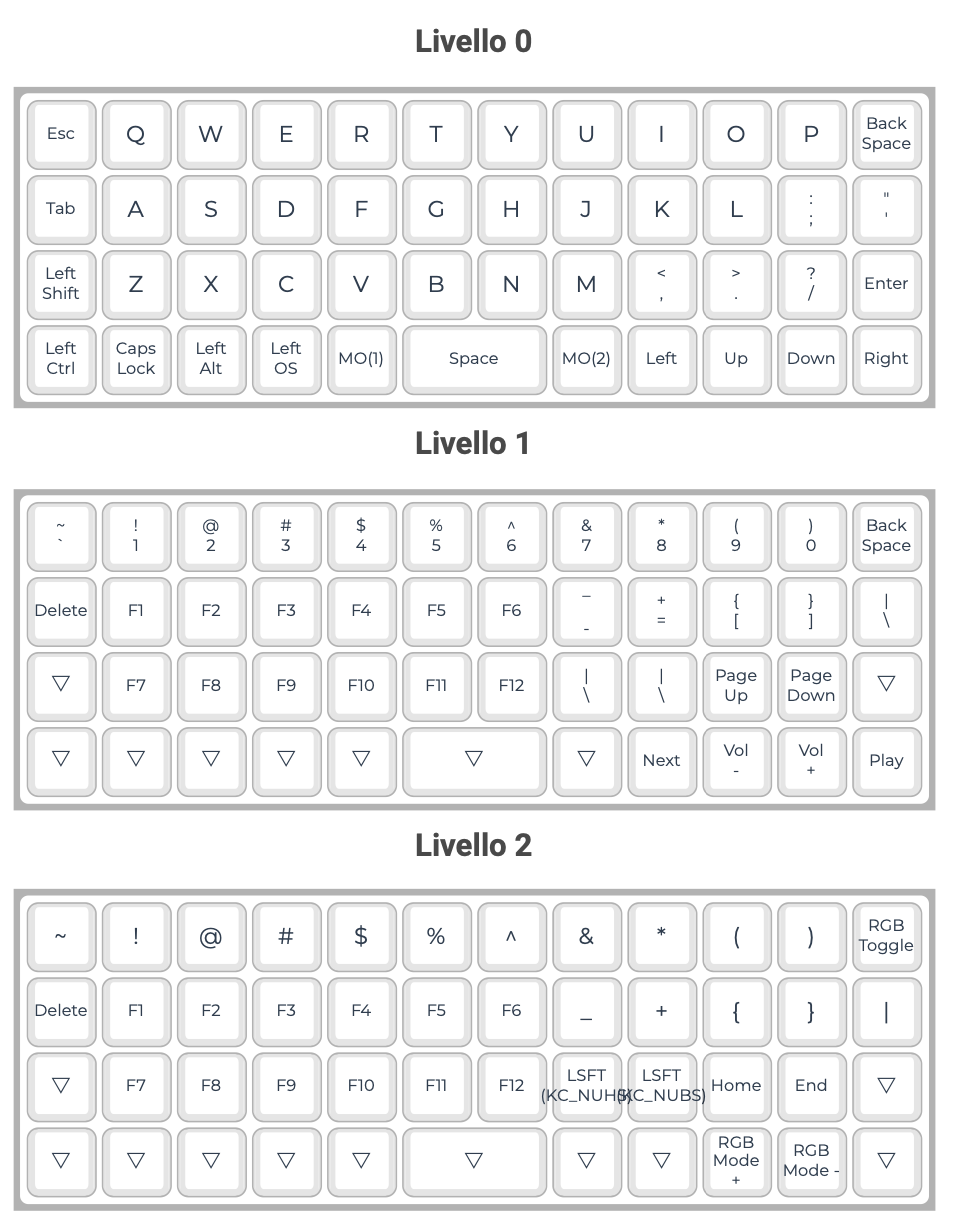 Livello 0
Esc Q W E R T Y U I O P Back Space
Tab A S D F G H J K L : ; " '
Left Shift Z X C V B N M < , > . ? / Enter
Left Ctrl Caps Lock Left Alt Left OS MO(1) Space MO(2) Left Up Down Right
Livello 1
~ ` ! 1 @ 2 # 3 $ 4 % 5 ^ 6 & 7 * 8 ( 9 ) 0 Back Space
Delete F1 F2 F3 F4 F5 F6 _ - + = { [ } ] | \
▽ F7 F8 F9 F10 F11 F12 | \ | \ Page Up Page Down ▽
▽ ▽ ▽ ▽ ▽ ▽ ▽ Next Vol - Vol + Play
Livello 2
~ ! @ # $ % ^ & * ( ) RGB Toggle
Delete F1 F2 F3 F4 F5 F6 _ + { } |
▽ F7 F8 F9 F10 F11 F12 LSFT (KC_NUHS) LSFT (KC_NUBS) Home End ▽
▽ ▽ ▽ ▽ ▽ ▽ ▽ ▽ RGB Mode + RGB Mode - ▽